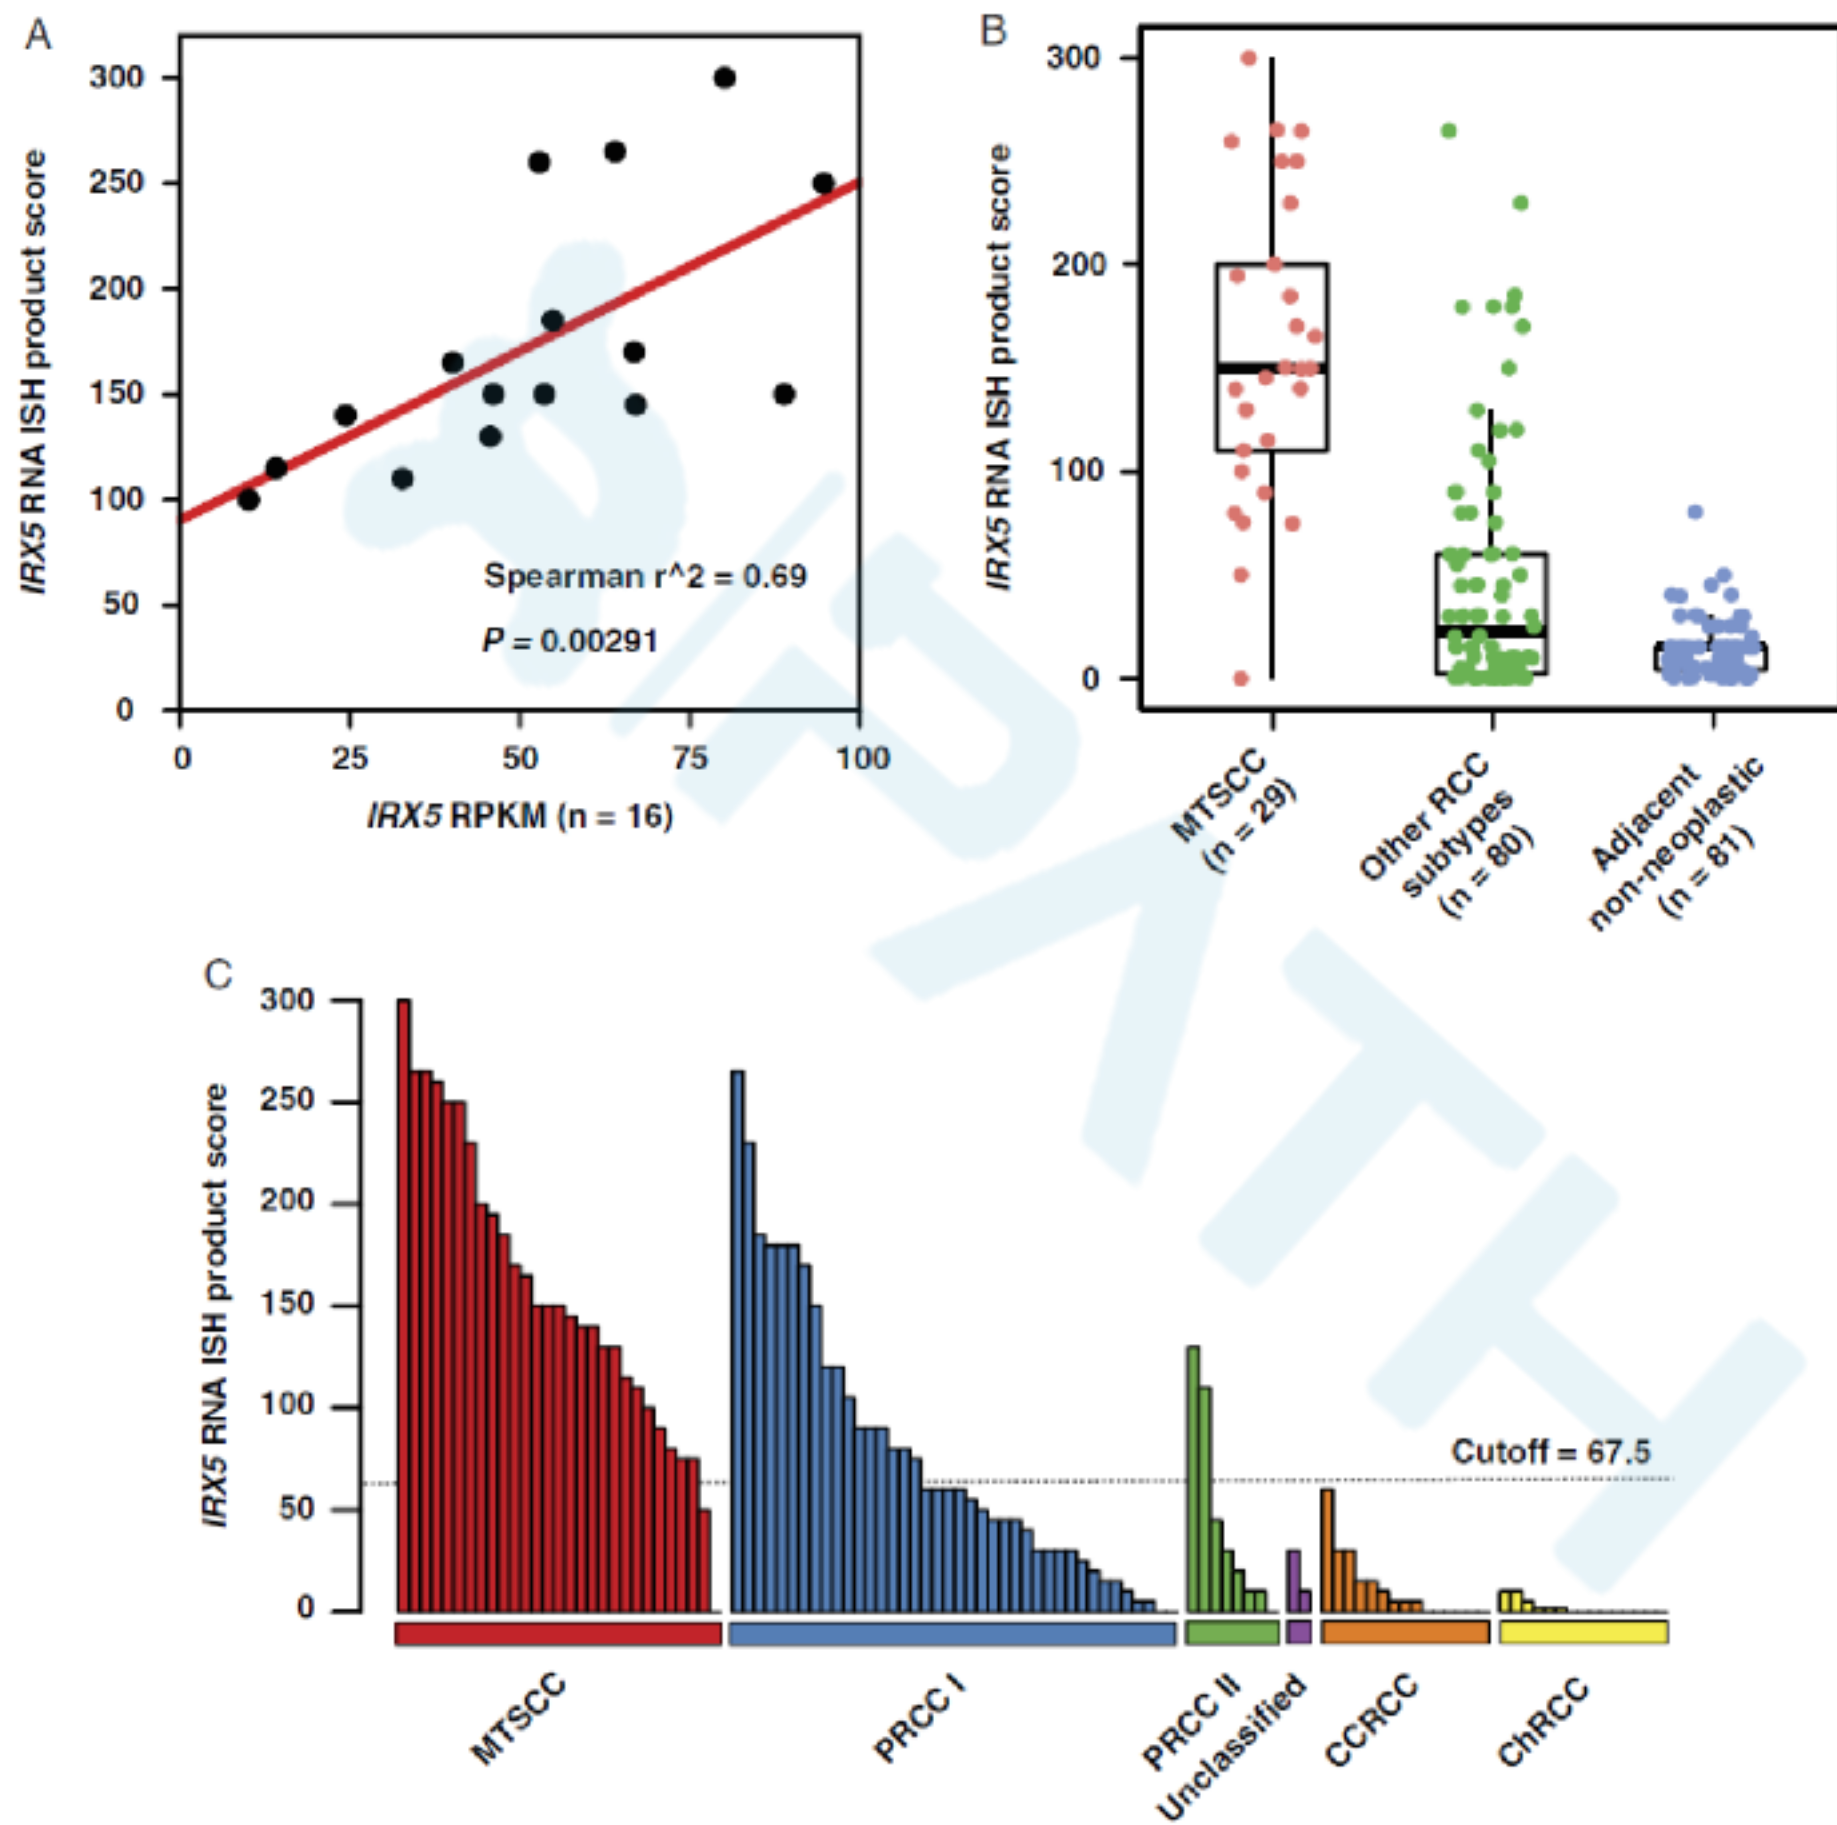 A
300
250
200
150
100
50
0
IRX5 RNA ISH product score
Spearman r^2 = 0.69
P = 0.00291
0 25 50 75 100
IRX5 RPKM (n = 16)
B
300
200
100
0
IRX5 RNA ISH product score
MTSCC
(n = 29)
Other RCC
subtypes
(n = 80)
Adjacent
non-neoplastic
(n = 81)
C
300
250
200
150
100
50
0
IRX5 RNA ISH product score
Cutoff = 67.5
MTSCC
PRCC I
PRCC II
Unclassified
CCRCC
ChRCC
PATH